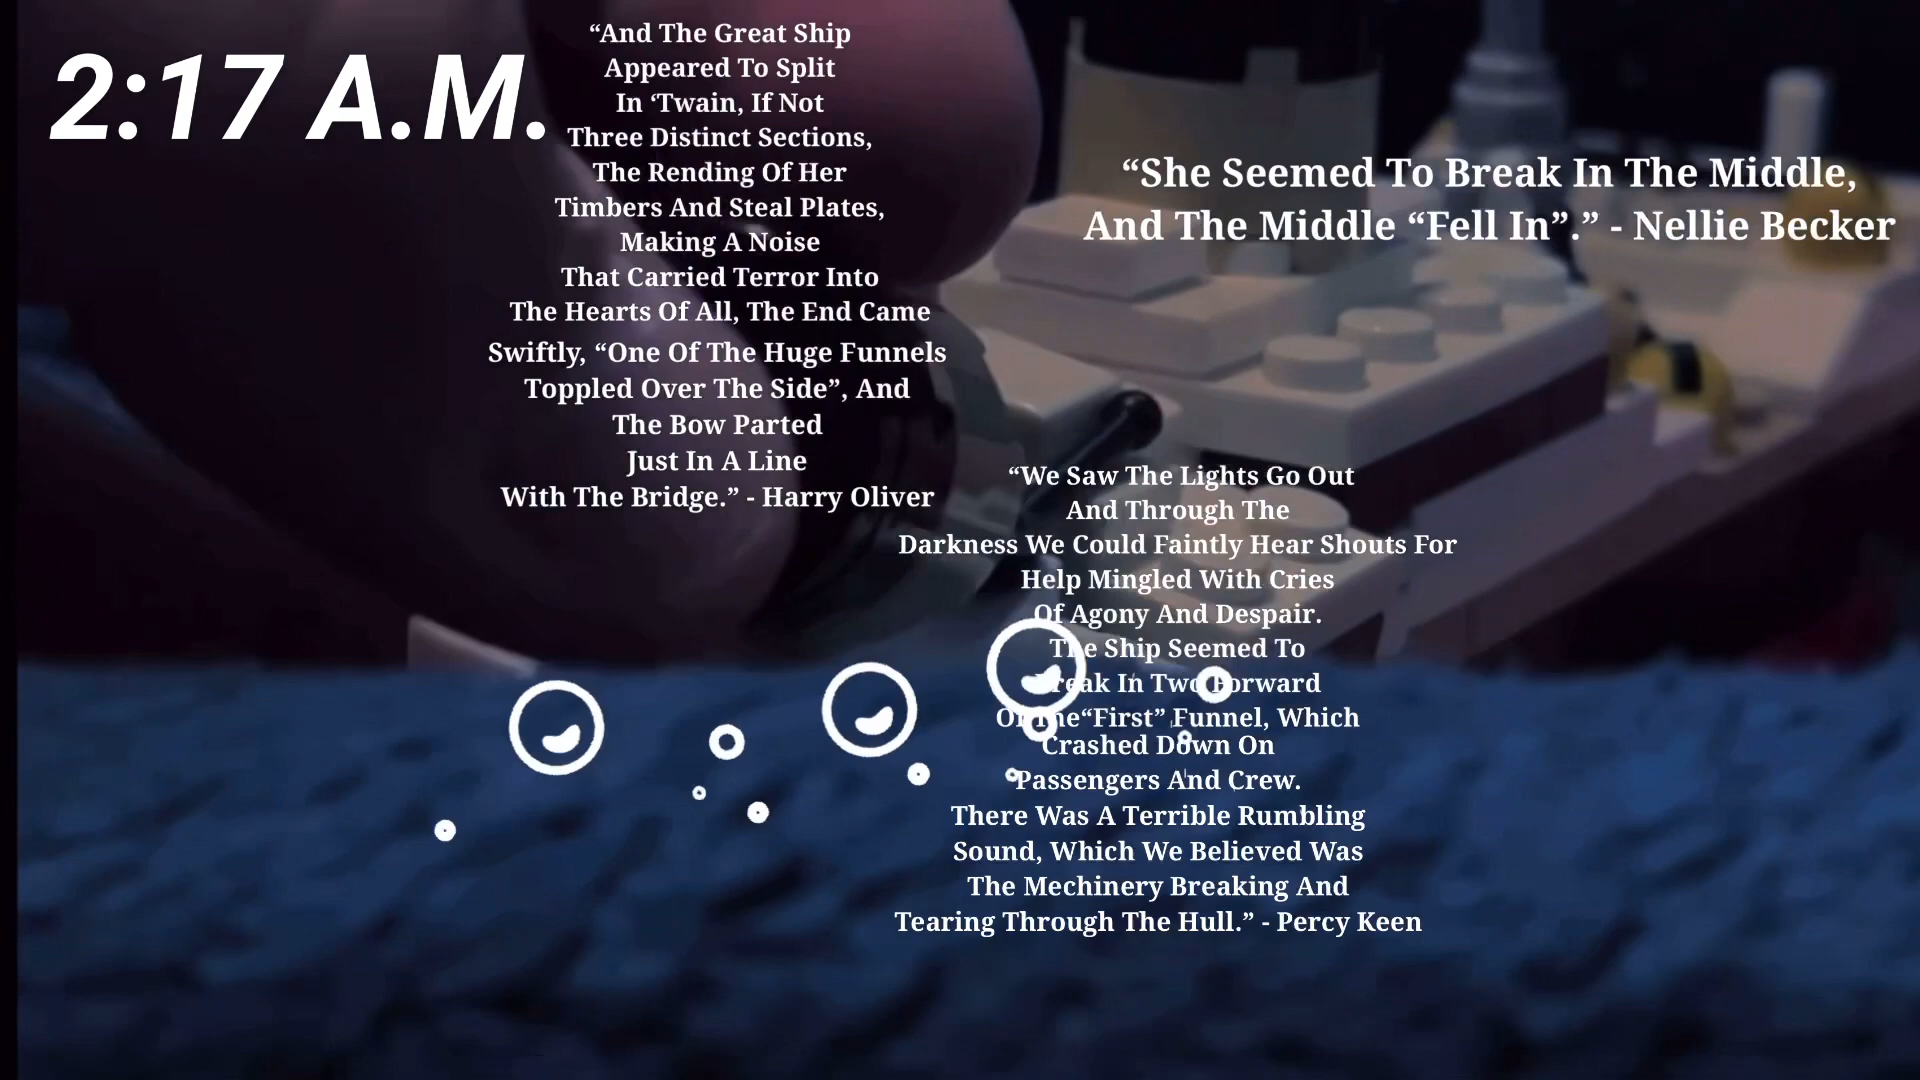 2:17 A.M.
“And The Great Ship
Appeared To Split
In ‘Twain, If Not
Three Distinct Sections,
The Rending Of Her
Timbers And Steal Plates,
Making A Noise
That Carried Terror Into
The Hearts Of All, The End Came
Swiftly, “One Of The Huge Funnels
Toppled Over The Side”, And
The Bow Parted
Just In A Line
With The Bridge.” - Harry Oliver
“She Seemed To Break In The Middle,
And The Middle “Fell In”.” - Nellie Becker
“We Saw The Lights Go Out
And Through The
Darkness We Could Faintly Hear Shouts For
Help Mingled With Cries
Of Agony And Despair.
The Ship Seemed To
Break In Two Forward
Of The“First” Funnel, Which
Crashed Down On
Passengers And Crew.
There Was A Terrible Rumbling
Sound, Which We Believed Was
The Mechinery Breaking And
Tearing Through The Hull.” - Percy Keen